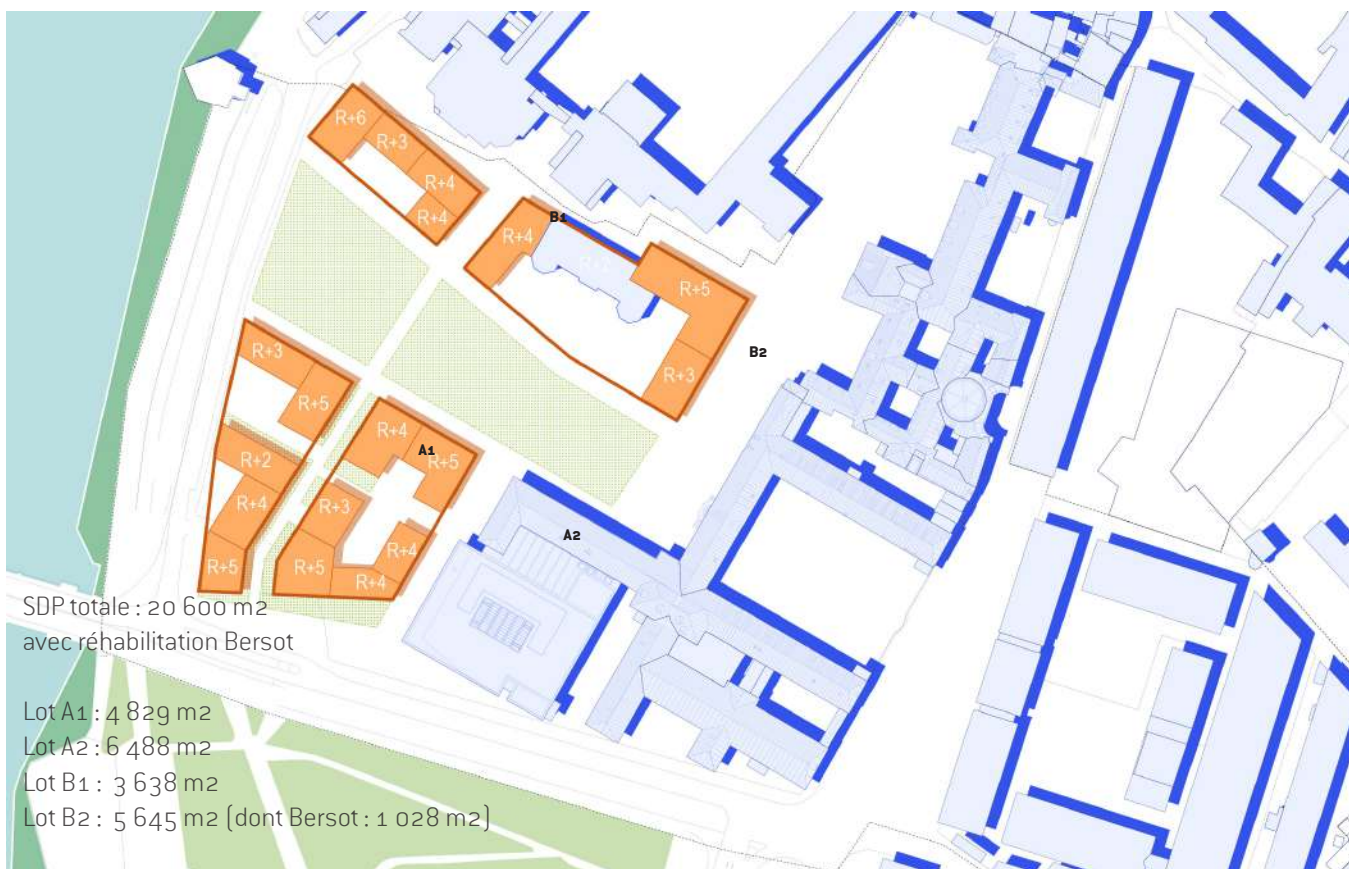 R+6
R+3
R+4
R+4
B1
R+4
R+5
R+3
B2
R+3
R+5
R+2
R+4
R+5
R+4
A1
R+5
R+3
R+4
R+5
R+4
A2
SDP totale : 20 600 m2
avec réhabilitation Bersot
Lot A1 : 4 829 m2
Lot A2 : 6 488 m2
Lot B1 : 3 638 m2
Lot B2 : 5 645 m2 (dont Bersot : 1 028 m2)